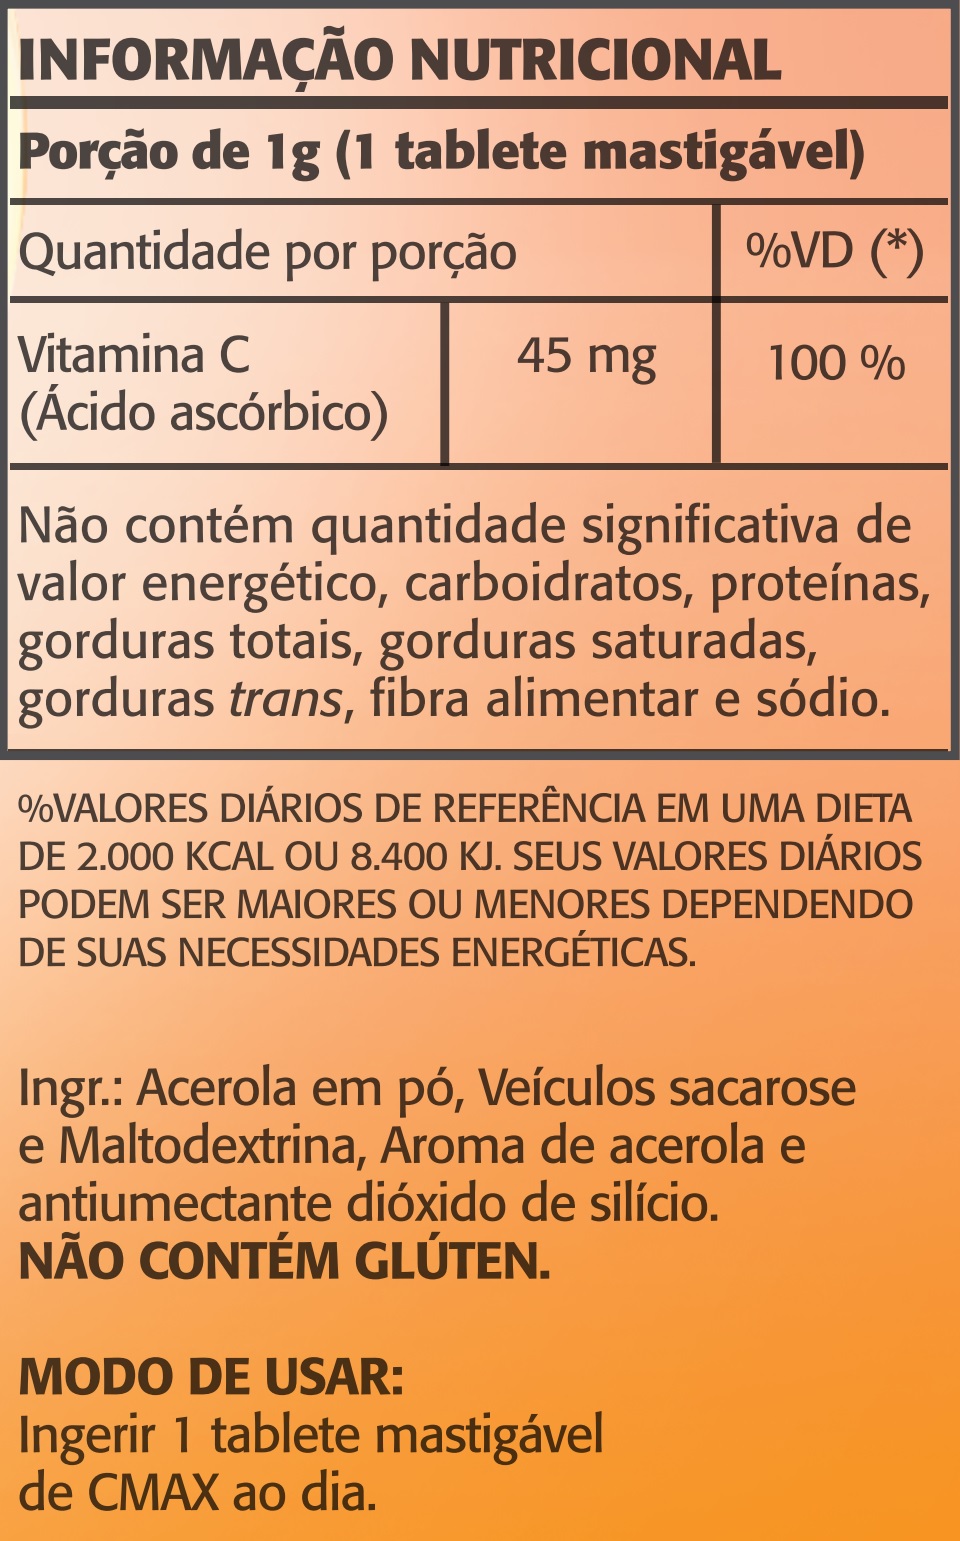 INFORMAÇÃO NUTRICIONAL
Porção de 1g (1 tablete mastigável)
Quantidade por porção %VD (*)
Vitamina C 45 mg 100 %
(Ácido ascórbico)
Não contém quantidade significativa de
valor energético, carboidratos, proteínas,
gorduras totais, gorduras saturadas,
gorduras trans, fibra alimentar e sódio.
%VALORES DIÁRIOS DE REFERÊNCIA EM UMA DIETA
DE 2.000 KCAL OU 8.400 KJ. SEUS VALORES DIÁRIOS
PODEM SER MAIORES OU MENORES DEPENDENDO
DE SUAS NECESSIDADES ENERGÉTICAS.
Ingr.: Acerola em pó, Veículos sacarose
e Maltodextrina, Aroma de acerola e
antiumectante dióxido de silício.
NÃO CONTÉM GLÚTEN.
MODO DE USAR:
Ingerir 1 tablete mastigável
de CMAX ao dia.